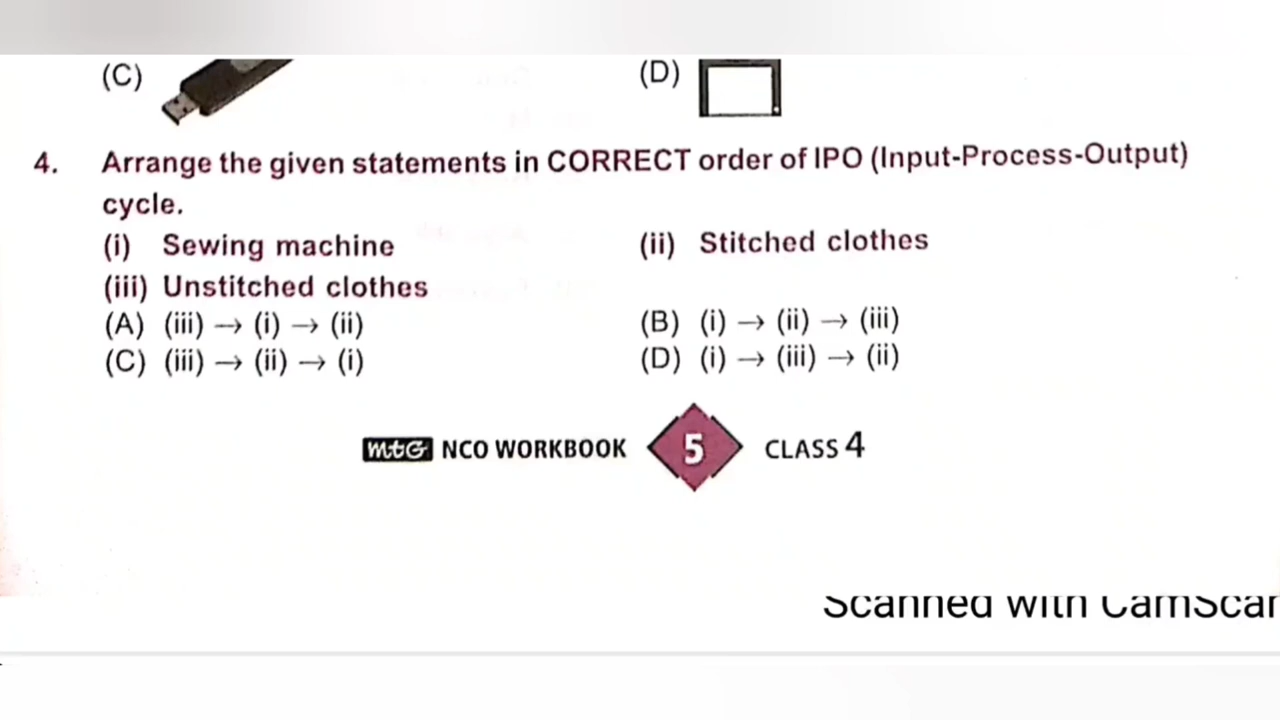 (C) (D)
4. Arrange the given statements in CORRECT order of IPO (Input-Process-Output)
cycle.
(i) Sewing machine (ii) Stitched clothes
(iii) Unstitched clothes
(A) (iii) → (i) → (ii) (B) (i) → (ii) → (iii)
(C) (iii) → (ii) → (i) (D) (i) → (iii) → (ii)
mtG NCO WORKBOOK 5 CLASS 4
Scanned with CamScan